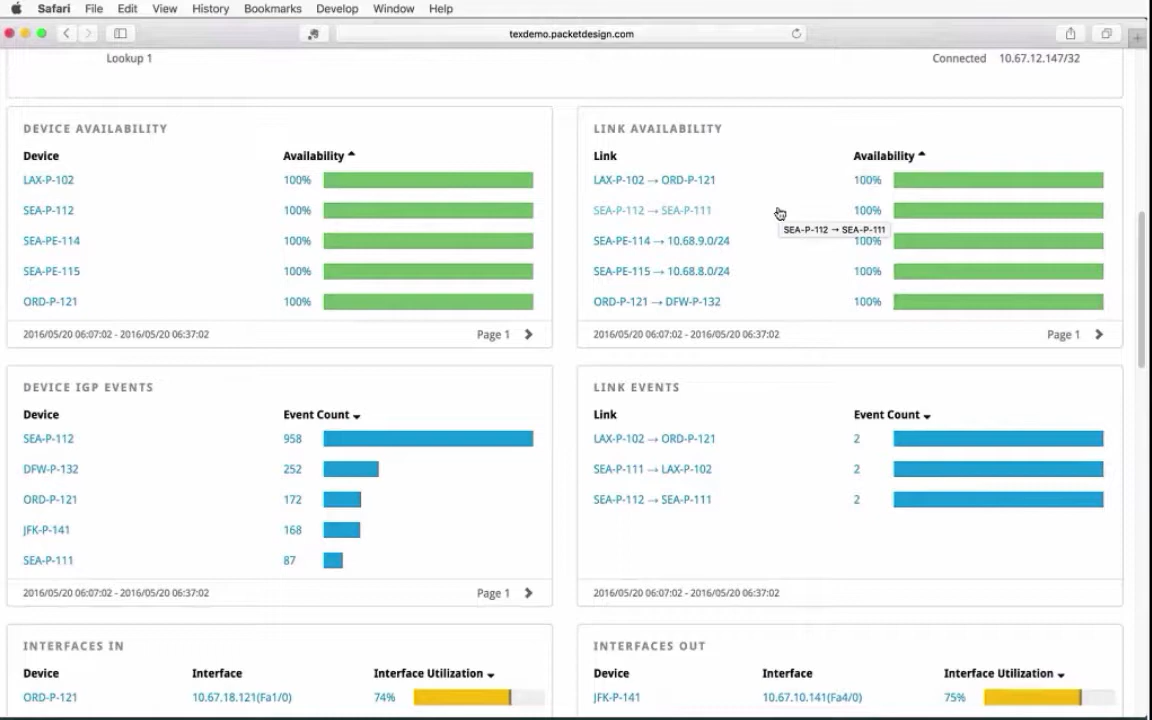 Safari File Edit View History Bookmarks Develop Window Help
texdemo.packetdesign.com
Lookup 1 Connected 10.67.12.147/32
DEVICE AVAILABILITY
Device Availability
LAX-P-102 100%
SEA-P-112 100%
SEA-PE-114 100%
SEA-PE-115 100%
ORD-P-121 100%
2016/05/20 06:07:02 - 2016/05/20 06:37:02 Page 1
LINK AVAILABILITY
Link Availability
LAX-P-102 → ORD-P-121 100%
SEA-P-112 → SEA-P-111 100%
SEA-P-112 → SEA-P-111
SEA-PE-114 → 10.68.9.0/24 100%
SEA-PE-115 → 10.68.8.0/24 100%
ORD-P-121 → DFW-P-132 100%
2016/05/20 06:07:02 - 2016/05/20 06:37:02 Page 1
DEVICE IGP EVENTS
Device Event Count
SEA-P-112 958
DFW-P-132 252
ORD-P-121 172
JFK-P-141 168
SEA-P-111 87
2016/05/20 06:07:02 - 2016/05/20 06:37:02 Page 1
LINK EVENTS
Link Event Count
LAX-P-102 → ORD-P-121 2
SEA-P-111 → LAX-P-102 2
SEA-P-112 → SEA-P-111 2
2016/05/20 06:07:02 - 2016/05/20 06:37:02
INTERFACES IN
Device Interface Interface Utilization
ORD-P-121 10.67.18.121(Fa1/0) 74%
INTERFACES OUT
Device Interface Interface Utilization
JFK-P-141 10.67.10.141(Fa4/0) 75%